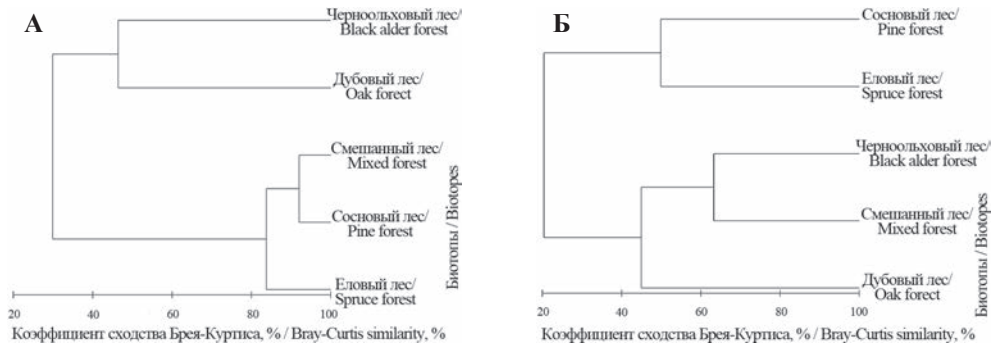 А
Черноольховый лес/
Black alder forest
Дубовый лес/
Oak forect
Смешанный лес/
Mixed forest
Сосновый лес/
Pine forest
Еловый лес/
Spruce forest
Биотопы / Biotopes
20 40 60 80 100
Коэффициент сходства Брея-Куртиса, % / Bray-Curtis similarity, %
Б
Сосновый лес/
Pine forest
Еловый лес/
Spruce forest
Черноольховый лес/
Black alder forest
Смешанный лес/
Mixed forest
Дубовый лес/
Oak forect
Биотопы / Biotopes
20 40 60 80 100
Коэффициент сходства Брея-Куртиса, % / Bray-Curtis similarity, %